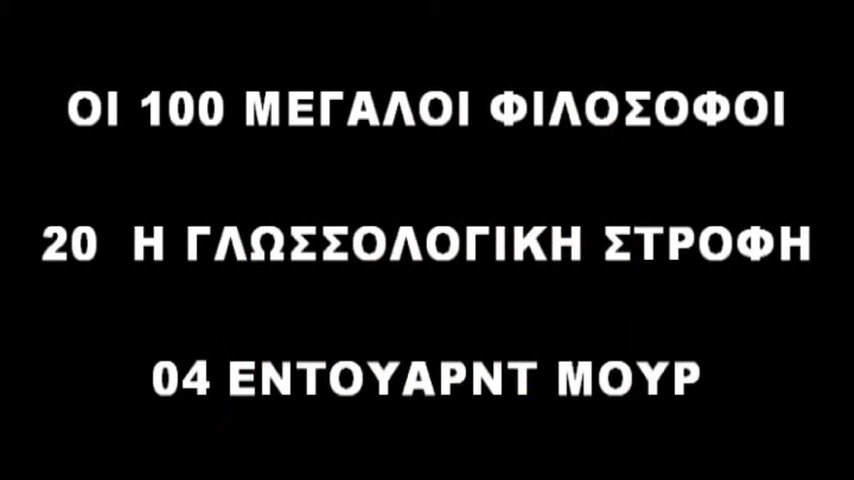 ΟΙ 100 ΜΕΓΑΛΟΙ ΦΙΛΟΣΟΦΟΙ
20 Η ΓΛΩΣΣΟΛΟΓΙΚΗ ΣΤΡΟΦΗ
04 ΕΝΤΟΥΑΡΝΤ ΜΟΥΡ